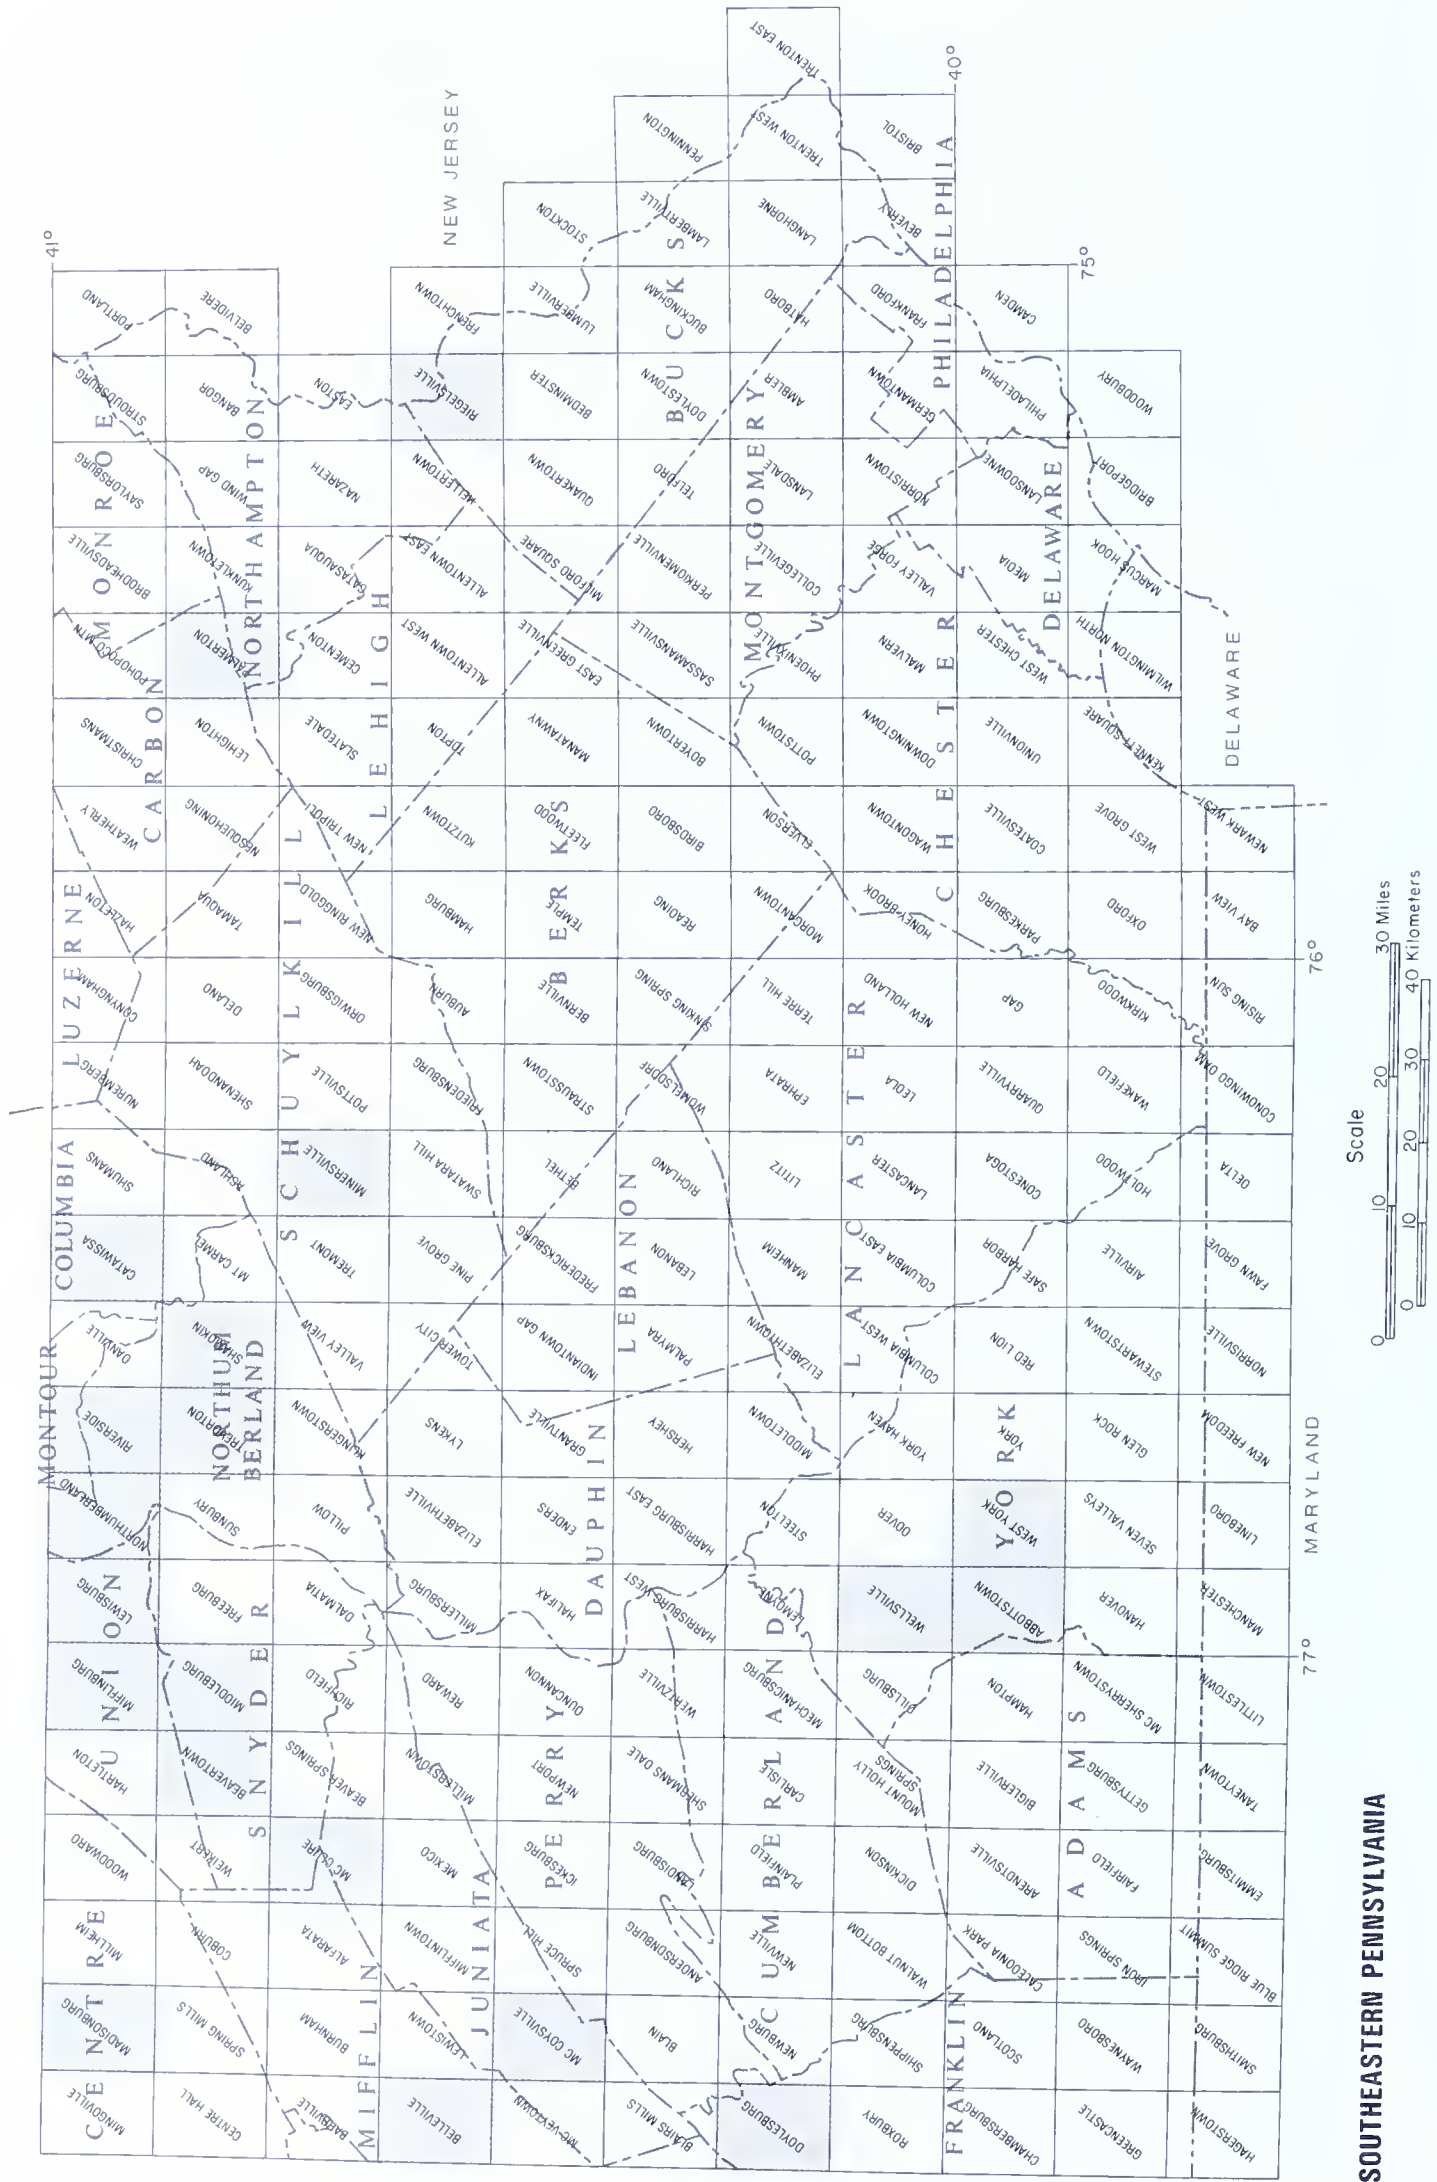 41°
MONTOUR
COLUMBIA
LUZERNE
CENTRE
UNION
MONROE
MINGOVILLE
MADISONBURG
MILLHEIM
WOODWARD
HARTLETON
MIFFLINBURG
LEWISBURG
NORTHUMBERLAND
RIVERSIDE
DANVILLE
CATAWISSA
SHUMANS
NUREMBERG
CONYNGHAM
HAZLETON
WEATHERLY
CHRISTMANS
POHOPOCO MTN
BRODHEADSVILLE
SAYLORSBURG
STROUDSBURG
PORTLAND
CARBON
CENTRE HALL
SPRING MILLS
COBURN
WEIKERT
BEAVERTOWN
MIDDLEBURG
FREEBURG
SUNBURY
TREVORTON
SHAMOKIN
MT CARMEL
ASHLAND
SHENANDOAH
DELANO
TAMAQUA
NESQUEHONING
LEHIGHTON
PALMERTON
KUNKLETOWN
WIND GAP
BANGOR
BELVIDERE
SNYDER
NORTHUM
BERLAND
NORTHAMPTON
SCHUYLKILL
BARRVILLE
BURNHAM
ALFARATA
MC CLURE
BEAVER SPRINGS
RICHFIELD
DALMATIA
PILLOW
KLINGERSTOWN
VALLEY VIEW
TREMONT
MINERSVILLE
POTTSVILLE
ORWIGSBURG
NEW RINGGOLD
NEW TRIPOLI
SLATEDALE
CEMENTON
CATASAUQUA
NAZARETH
EASTON
MIFFLIN
LEHIGH
NEW JERSEY
BELLEVILLE
LEWISTOWN
MIFFLINTOWN
MEXICO
MILLERSTOWN
REWARD
MILLERSBURG
ELIZABETHVILLE
LYKENS
TOWER CITY
PINE GROVE
SWATARA HILL
FRIEDENSBURG
AUBURN
HAMBURG
KUTZTOWN
TOPTON
ALLENTOWN WEST
ALLENTOWN EAST
HELLERTOWN
RIEGELSVILLE
FRENCHTOWN
JUNIATA
PERRY
BERKS
MC VEYTOWN
MC COYSVILLE
SPRUCE HILL
ICKESBURG
NEWPORT
DUNCANNON
HALIFAX
ENDERS
GRANTVILLE
INDIANTOWN GAP
FREDERICKSBURG
BETHEL
STRAUSSTOWN
BERNVILLE
TEMPLE
FLEETWOOD
MANATAWNY
EAST GREENVILLE
MILFORD SQUARE
QUAKERTOWN
BEDMINSTER
LUMBERVILLE
STOCKTON
DAUPHIN
LEBANON
BUCKS
BLAIRS MILLS
BLAIN
ANDERSONBURG
LANDISBURG
SHERMANS DALE
WERTZVILLE
HARRISBURG WEST
HARRISBURG EAST
HERSHEY
PALMYRA
LEBANON
RICHLAND
WOMELSDORF
SINKING SPRING
READING
BIRDSBORO
BOYERTOWN
SASSAMANSVILLE
PERKIOMENVILLE
TELFORD
DOYLESTOWN
BUCKINGHAM
LAMBERTVILLE
PENNINGTON
CUMBERLAND
MONTGOMERY
DOYLESBURG
NEWBURG
NEWVILLE
PLAINFIELD
CARLISLE
MECHANICSBURG
LEMOYNE
STEELTON
MIDDLETOWN
ELIZABETHTOWN
MANHEIM
LITITZ
EPHRATA
TERRE HILL
MORGANTOWN
ELVERSON
POTTSTOWN
PHOENIXVILLE
COLLEGEVILLE
LANSDALE
AMBLER
HATBORO
LANGHORNE
TRENTON WEST
TRENTON EAST
LANCASTER
ROXBURY
SHIPPENSBURG
WALNUT BOTTOM
DICKINSON
MOUNT HOLLY
SPRINGS
DILLSBURG
WELLSVILLE
DOVER
YORK HAVEN
COLUMBIA WEST
COLUMBIA EAST
LANCASTER
LEOLA
NEW HOLLAND
HONEY BROOK
WAGONTOWN
DOWNINGTOWN
MALVERN
VALLEY FORGE
NORRISTOWN
GERMANTOWN
FRANKFORD
BEVERLY
BRISTOL
40°
FRANKLIN
CHESTER
PHILADELPHIA
CHAMBERSBURG
SCOTLAND
CALEDONIA PARK
ARENTSVILLE
BIGLERVILLE
HAMPTON
ABBOTTSTOWN
WEST YORK
YORK
YORK
RED LION
SAFE HARBOR
CONESTOGA
QUARRYVILLE
GAP
PARKESBURG
COATESVILLE
UNIONVILLE
WEST CHESTER
MEDIA
LANSDOWNE
PHILADELPHIA
CAMDEN
ADAMS
DELAWARE
75°
GREENCASTLE
WAYNESBORO
IRON SPRINGS
FAIRFIELD
GETTYSBURG
MC SHERRYSTOWN
HANOVER
SEVEN VALLEYS
GLEN ROCK
STEWARTSTOWN
AIRVILLE
HOLTWOOD
WAKEFIELD
KIRKWOOD
OXFORD
WEST GROVE
KENNETT SQUARE
WILMINGTON NORTH
MARCUS HOOK
BRIDGEPORT
WOODBURY
HAGERSTOWN
SMITHSBURG
BLUE RIDGE SUMMIT
EMMITSBURG
TANEYTOWN
LITTLESTOWN
MANCHESTER
LINEBORO
NEW FREEDOM
NORRISVILLE
FAWN GROVE
DELTA
CONOWINGO DAM
RISING SUN
BAY VIEW
NEWARK WEST
DELAWARE
77°
MARYLAND
76°
Scale
0 10 20 30 Miles
0 10 20 30 40 Kilometers
SOUTHEASTERN PENNSYLVANIA